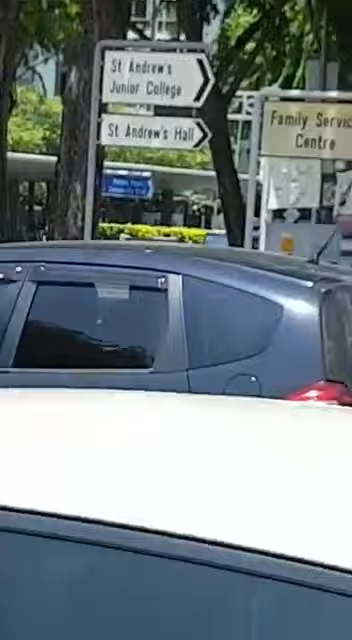 St Andrew's
Junior College
St Andrew's Hall
Family Servic
Centre